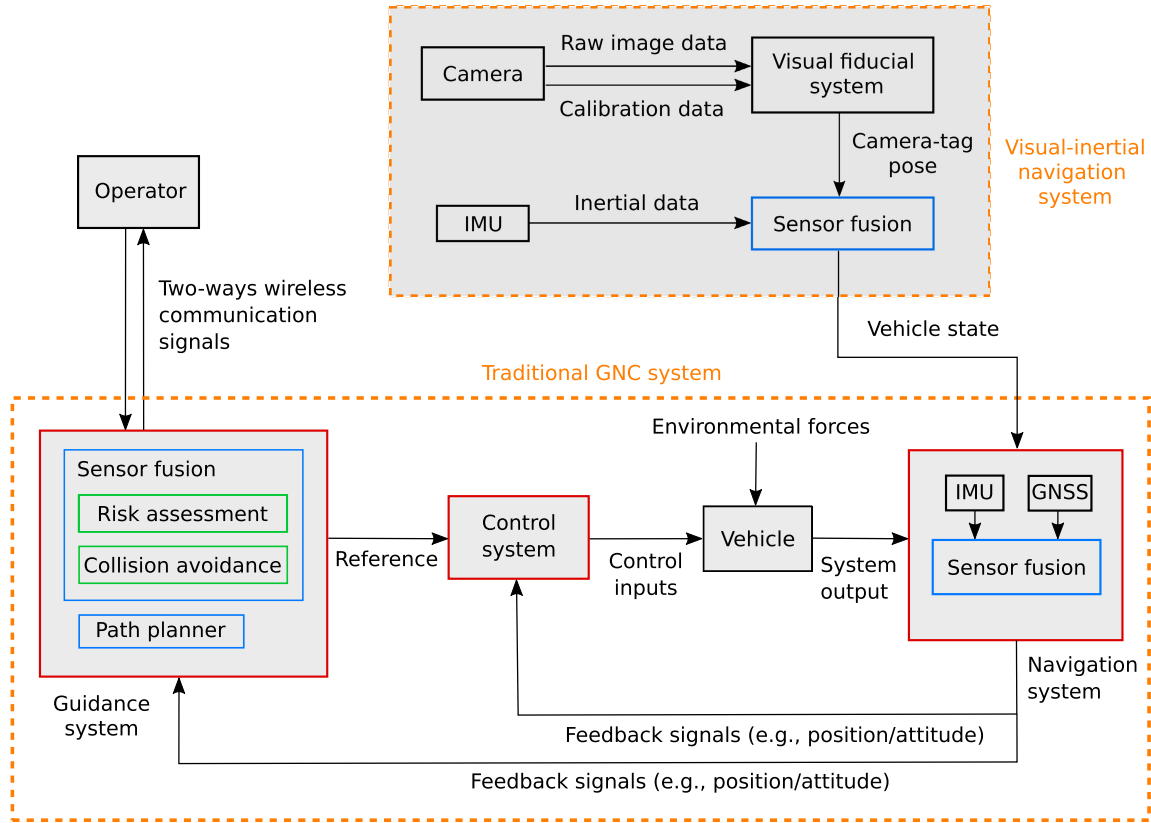 Raw image data
Camera
Visual fiducial
system
Calibration data
Camera-tag
pose
Visual-inertial
navigation
system
Operator
Inertial data
IMU
Sensor fusion
Two-ways wireless
communication
signals
Vehicle state
Traditional GNC system
Environmental forces
Sensor fusion
Risk assessment
Collision avoidance
Path planner
Reference
Control
system
Control
inputs
Vehicle
System
output
IMU
GNSS
Sensor fusion
Guidance
system
Navigation
system
Feedback signals (e.g., position/attitude)
Feedback signals (e.g., position/attitude)